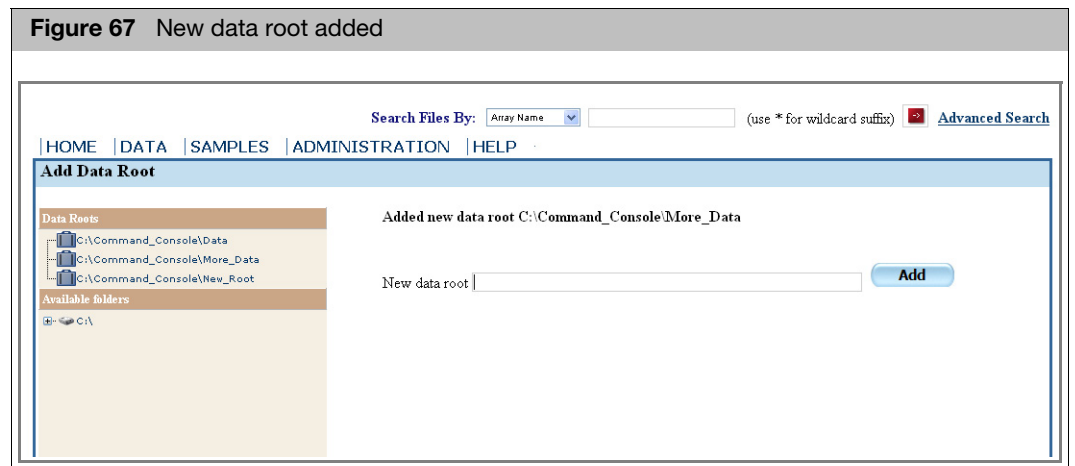 Figure 67 New data root added
Search Files By: Array Name (use * for wildcard suffix) Advanced Search
|HOME |DATA |SAMPLES |ADMINISTRATION |HELP
Add Data Root
Data Roots
C:\Command_Console\Data
C:\Command_Console\More_Data
C:\Command_Console\New_Root
Available folders
C:\
Added new data root C:\Command_Console\More_Data
New data root Add